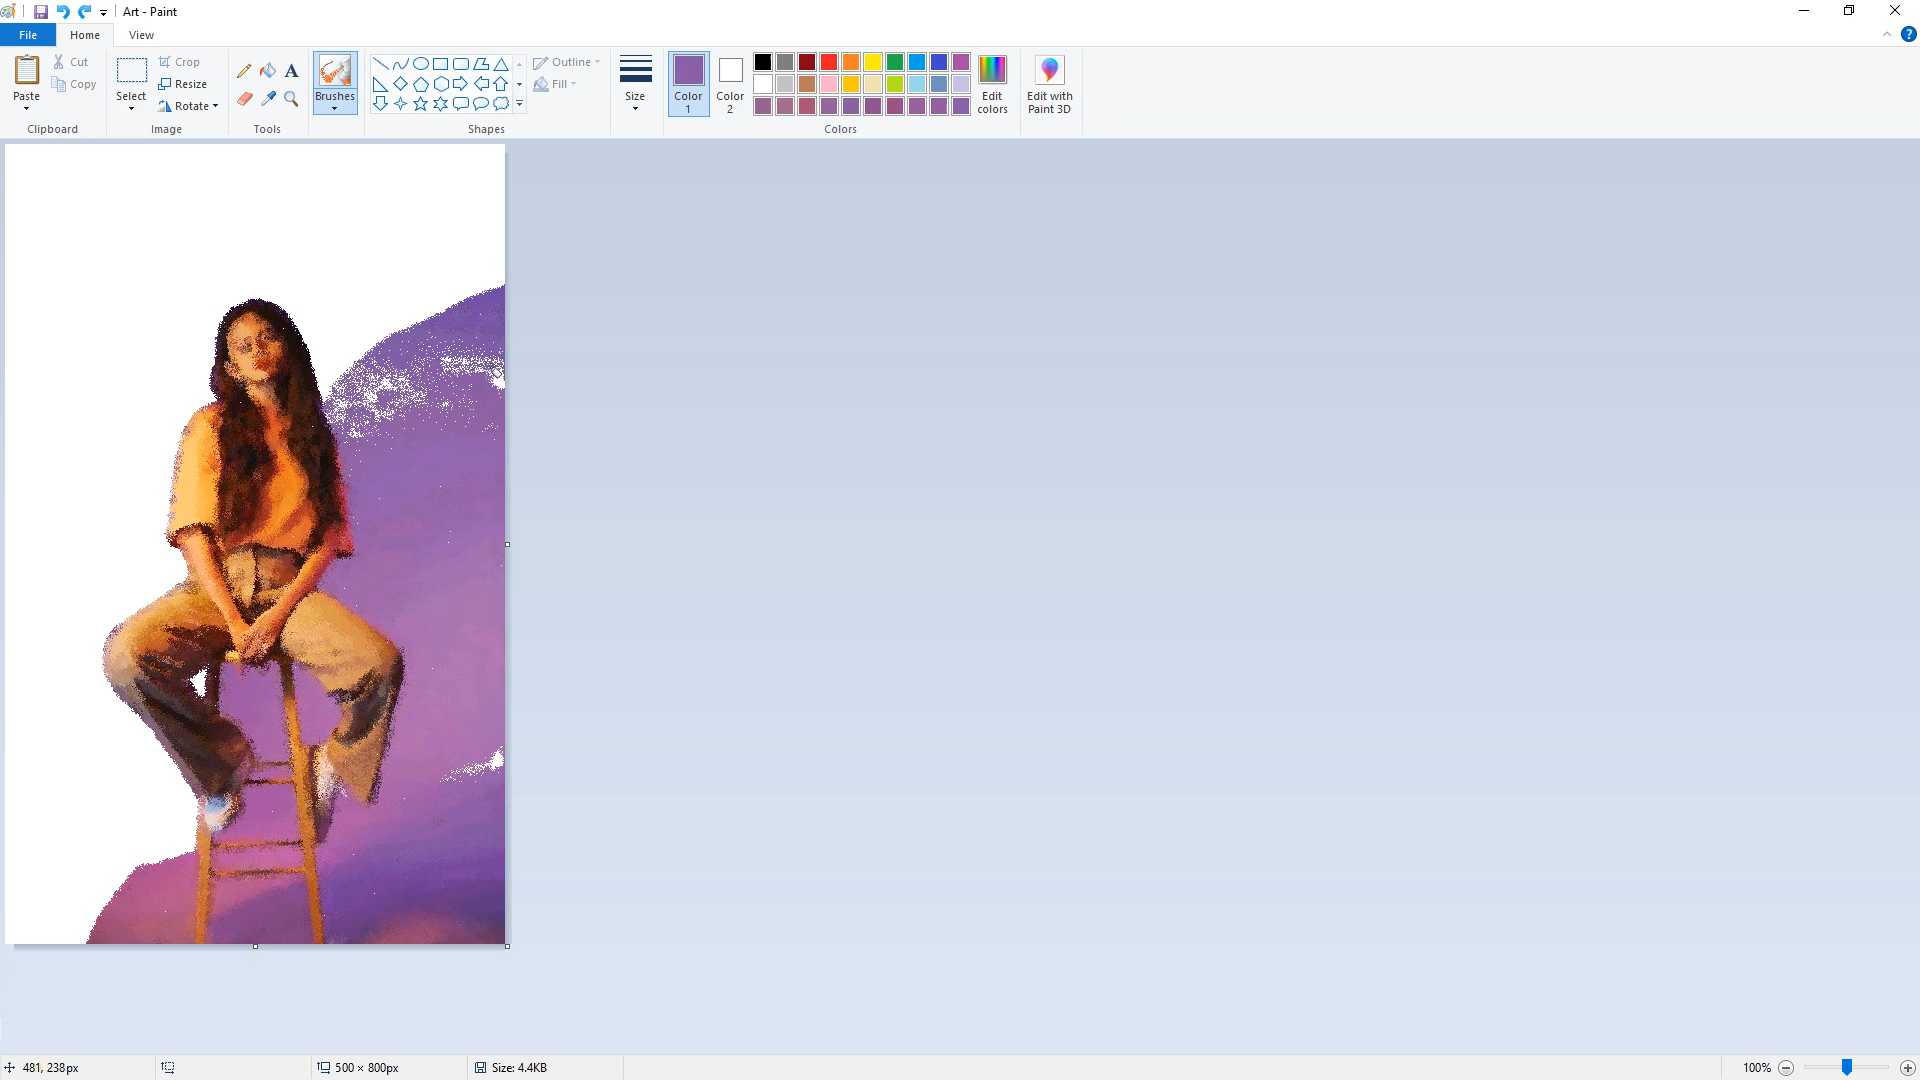 Art - Paint
File Home View
Paste
Cut
Copy
Clipboard
Select
Crop
Resize
Rotate
Image
A
Tools
Brushes
Shapes
Outline
Fill
Size
Color 1
Color 2
Colors
Edit colors
Edit with Paint 3D
?
481, 238px
500 × 800px
Size: 4.4KB
100%